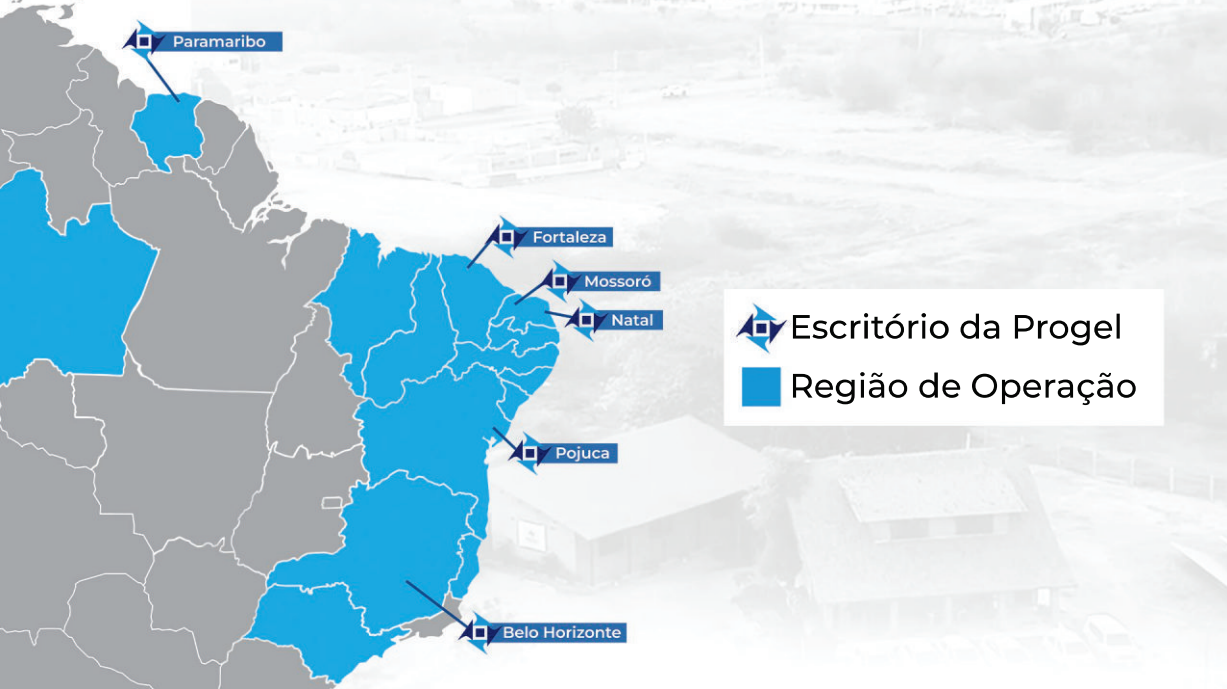 Paramaribo
Fortaleza
Mossoró
Natal
Escritório da Progel
Região de Operação
Pojuca
Belo Horizonte